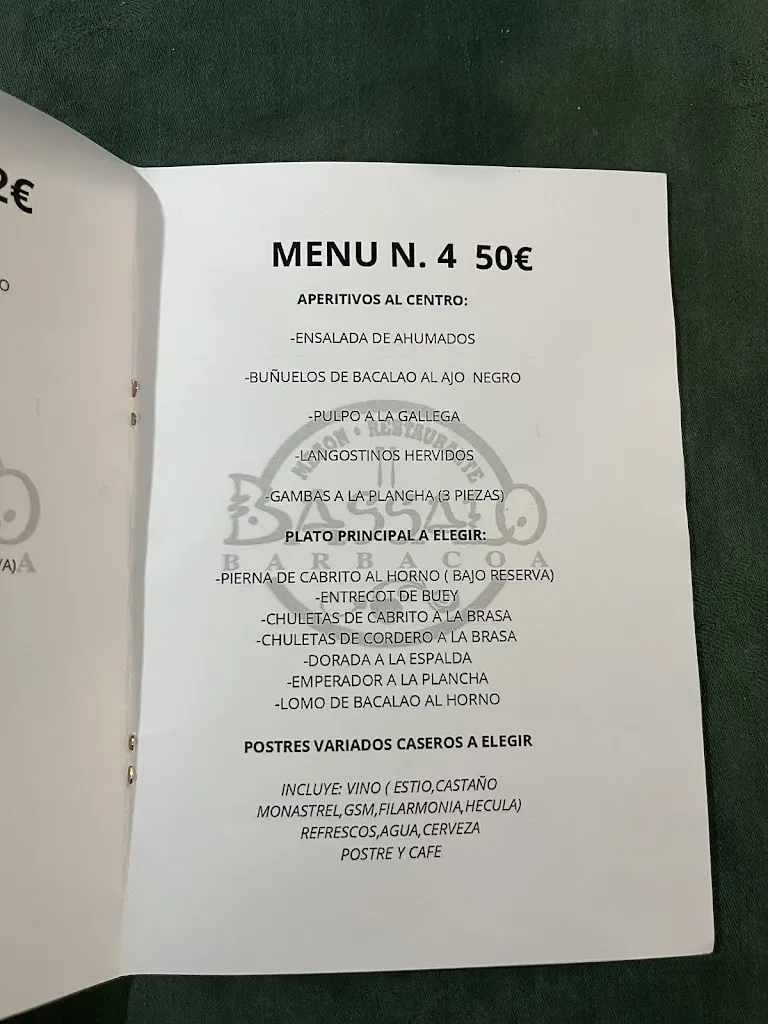 2€
O
VA)A
MENU N. 4 50€
APERITIVOS AL CENTRO:
-ENSALADA DE AHUMADOS
-BUÑUELOS DE BACALAO AL AJO NEGRO
-PULPO A LA GALLEGA
MESON • RESTAURANTE
-LANGOSTINOS HERVIDOS
-GAMBAS A LA PLANCHA (3 PIEZAS)
BASSALO
PLATO PRINCIPAL A ELEGIR:
BARBACOA
-PIERNA DE CABRITO AL HORNO ( BAJO RESERVA)
-ENTRECOT DE BUEY
-CHULETAS DE CABRITO A LA BRASA
-CHULETAS DE CORDERO A LA BRASA
-DORADA A LA ESPALDA
-EMPERADOR A LA PLANCHA
-LOMO DE BACALAO AL HORNO
POSTRES VARIADOS CASEROS A ELEGIR
INCLUYE: VINO ( ESTIO,CASTAÑO
MONASTREL,GSM,FILARMONIA,HECULA)
REFRESCOS,AGUA,CERVEZA
POSTRE Y CAFE